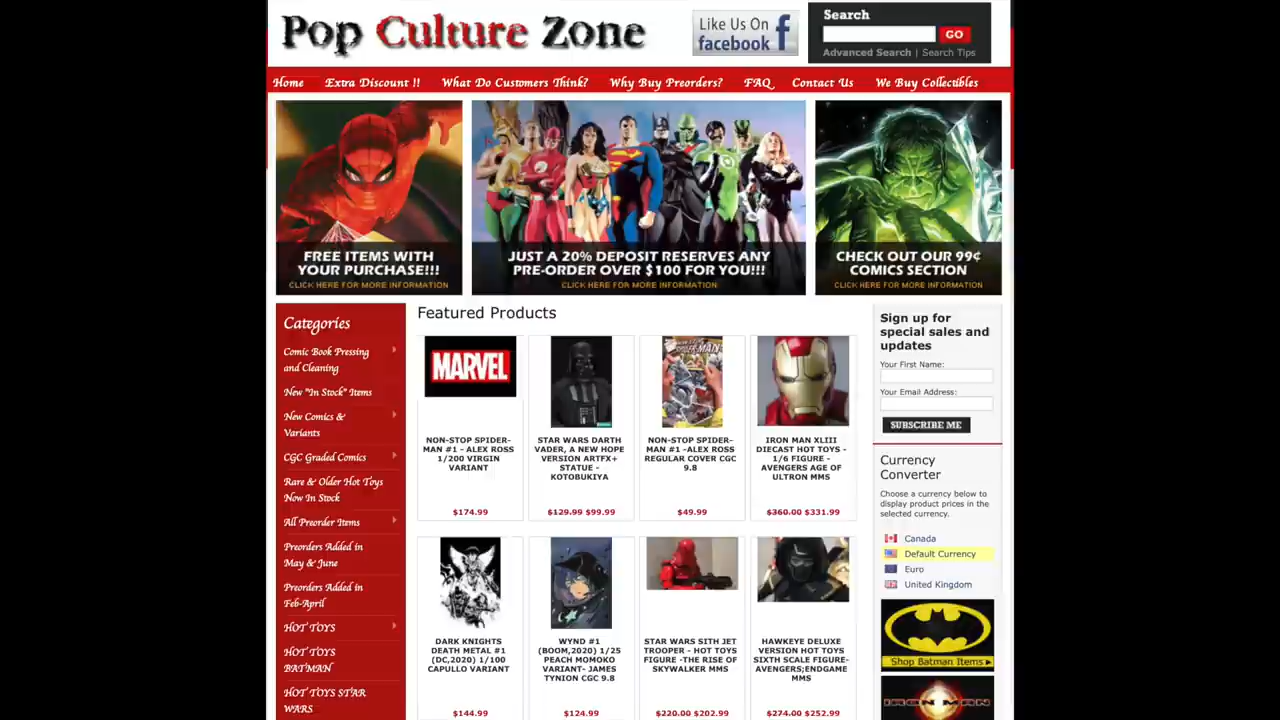 Pop Culture Zone
Like Us On
facebook
Search
GO
Advanced Search | Search Tips
Home
Extra Discount !!
What Do Customers Think?
Why Buy Preorders?
FAQ
Contact Us
We Buy Collectibles
FREE ITEMS WITH
YOUR PURCHASE!!!
CLICK HERE FOR MORE INFORMATION
JUST A 20% DEPOSIT RESERVES ANY
PRE-ORDER OVER $100 FOR YOU!!!
CLICK HERE FOR MORE INFORMATION
CHECK OUT OUR 99¢
COMICS SECTION
CLICK HERE FOR MORE INFORMATION
Categories
Comic Book Pressing
and Cleaning
New "In Stock" Items
New Comics &
Variants
CGC Graded Comics
Rare & Older Hot Toys
Now In Stock
All Preorder Items
Preorders Added in
May & June
Preorders Added in
Feb-April
HOT TOYS
HOT TOYS
BATMAN
HOT TOYS STAR
WARS
Featured Products
MARVEL
NON-STOP SPIDER-
MAN #1 - ALEX ROSS
1/200 VIRGIN
VARIANT
$174.99
STAR WARS DARTH
VADER, A NEW HOPE
VERSION ARTFX+
STATUE -
KOTOBUKIYA
$129.99 $99.99
SPIDER-MAN
NON-STOP SPIDER-
MAN #1 -ALEX ROSS
REGULAR COVER CGC
9.8
$49.99
IRON MAN XLIII
DIECAST HOT TOYS -
1/6 FIGURE -
AVENGERS AGE OF
ULTRON MMS
$360.00 $331.99
DARK KNIGHTS
DEATH METAL #1
(DC,2020) 1/100
CAPULLO VARIANT
$144.99
WYND #1
(BOOM,2020) 1/25
PEACH MOMOKO
VARIANT- JAMES
TYNION CGC 9.8
$124.99
STAR WARS SITH JET
TROOPER - HOT TOYS
FIGURE -THE RISE OF
SKYWALKER MMS
$220.00 $202.99
HAWKEYE DELUXE
VERSION HOT TOYS
SIXTH SCALE FIGURE-
AVENGERS;ENDGAME
MMS
$274.00 $252.99
Sign up for
special sales and
updates
Your First Name:
Your Email Address:
SUBSCRIBE ME
Currency
Converter
Choose a currency below to
display product prices in the
selected currency.
Canada
Default Currency
Euro
United Kingdom
Shop Batman Items
IRON MAN